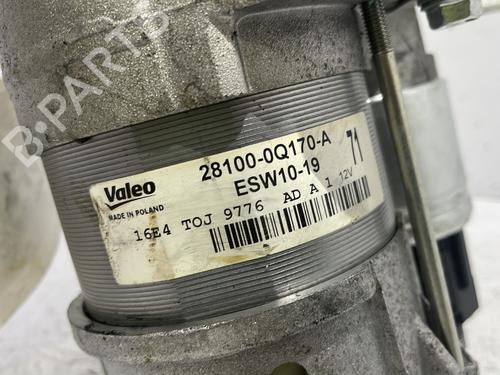 B-PARTS
Valeo
MADE IN POLAND
28100-0Q170-A
ESW10-19
71
16E4 TOJ 9776 AD A 1 12V